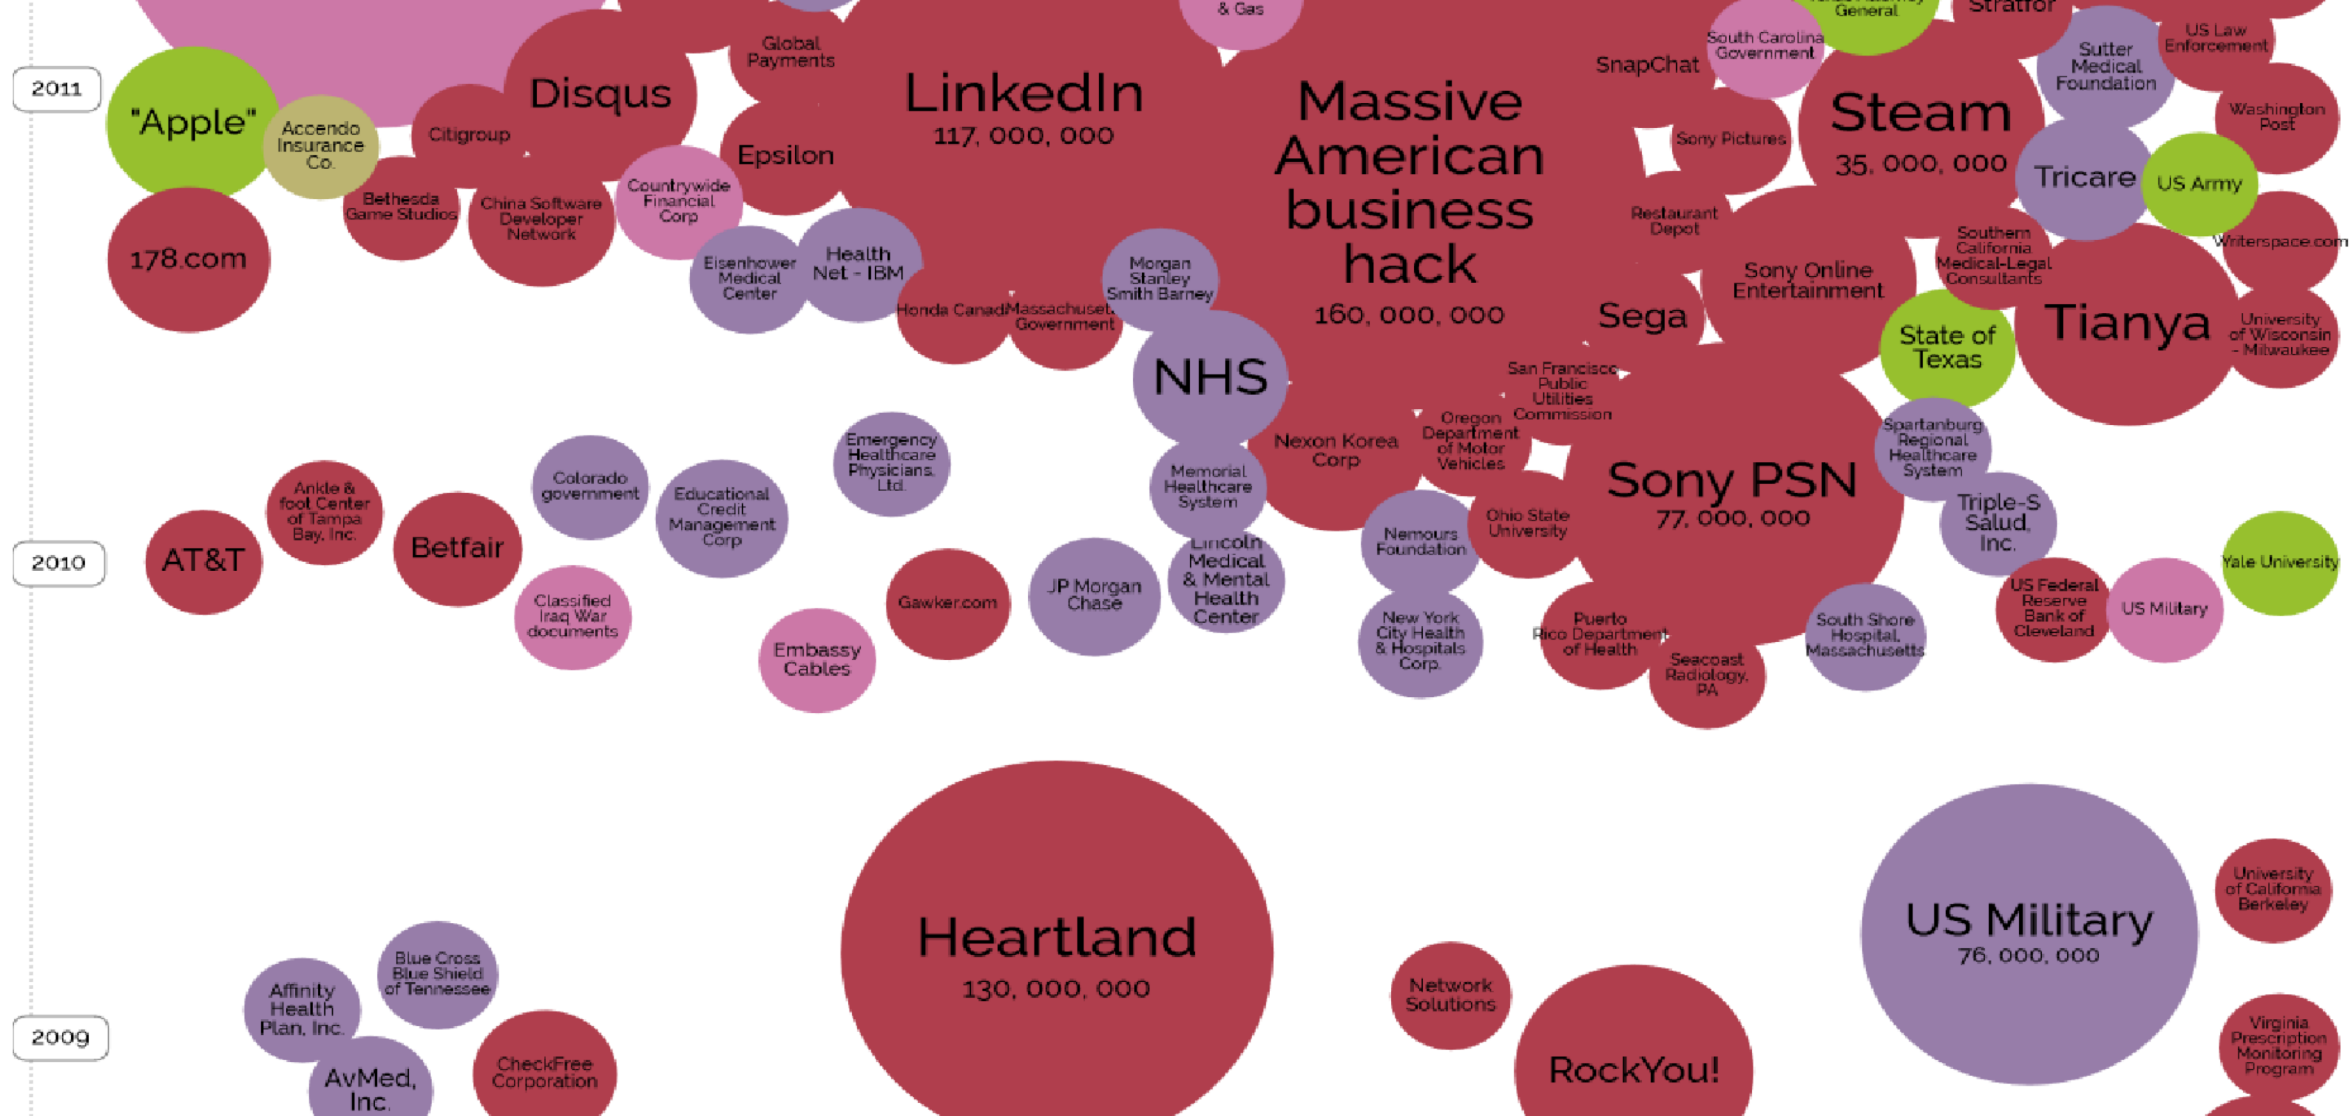 & Gas
General
Stratfor
Global
Payments
South Carolina
Government
US Law
Enforcement
Sutter
Medical
Foundation
SnapChat
2011
"Apple"
Accendo
Insurance
Co.
Citigroup
Disqus
LinkedIn
117, 000, 000
Massive
American
business
hack
160, 000, 000
Steam
35, 000, 000
Washington
Post
Sony Pictures
Epsilon
Tricare
US Army
Bethesda
Game Studios
China Software
Developer
Network
Countrywide
Financial
Corp
Restaurant
Depot
178.com
Eisenhower
Medical
Center
Health
Net - IBM
Morgan
Stanley
Smith Barney
Sony Online
Entertainment
Southern
California
Medical-Legal
Consultants
Writerspace.com
Honda Canad
Massachuset
Government
Sega
State of
Texas
Tianya
University
of Wisconsin
- Milwaukee
NHS
San Francisco
Public
Utilities
Commission
Nexon Korea
Corp
Oregon
Department
of Motor
Vehicles
Spartanburg
Regional
Healthcare
System
Emergency
Healthcare
Physicians,
Ltd.
Colorado
government
Educational
Credit
Management
Corp
Memorial
Healthcare
System
Sony PSN
77, 000, 000
Ankle &
foot Center
of Tampa
Bay, Inc.
Ohio State
University
Triple-S
Salud,
Inc.
2010
AT&T
Betfair
Nemours
Foundation
Lincoln
Medical
& Mental
Health
Center
Yale University
Classified
Iraq War
documents
Gawker.com
JP Morgan
Chase
US Federal
Reserve
Bank of
Cleveland
US Military
Embassy
Cables
New York
City Health
& Hospitals
Corp.
Puerto
Rico Department
of Health
South Shore
Hospital,
Massachusetts
Seacoast
Radiology,
PA
Heartland
130, 000, 000
US Military
76, 000, 000
University
of California
Berkeley
Blue Cross
Blue Shield
of Tennessee
Affinity
Health
Plan, Inc.
Network
Solutions
2009
Virginia
Prescription
Monitoring
Program
AvMed,
Inc.
CheckFree
Corporation
RockYou!